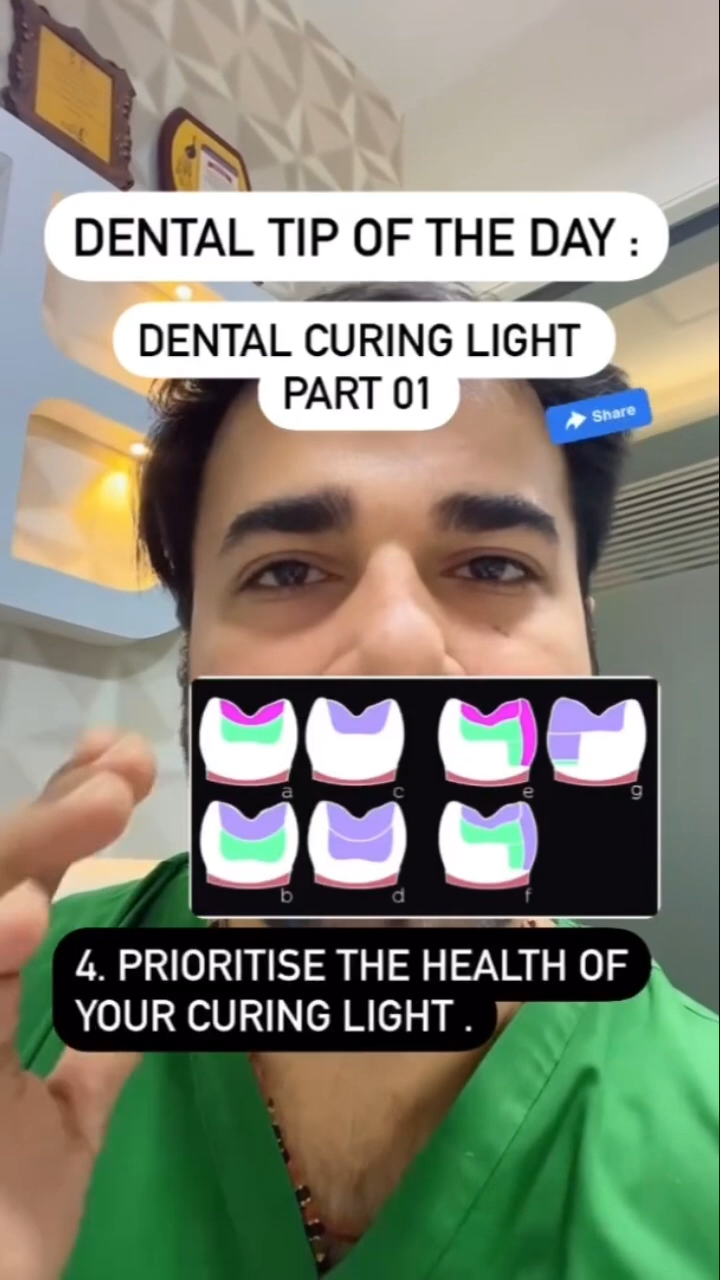 DENTAL TIP OF THE DAY :
DENTAL CURING LIGHT
PART 01
Share
a
c
e
g
b
d
f
4. PRIORITISE THE HEALTH OF
YOUR CURING LIGHT .